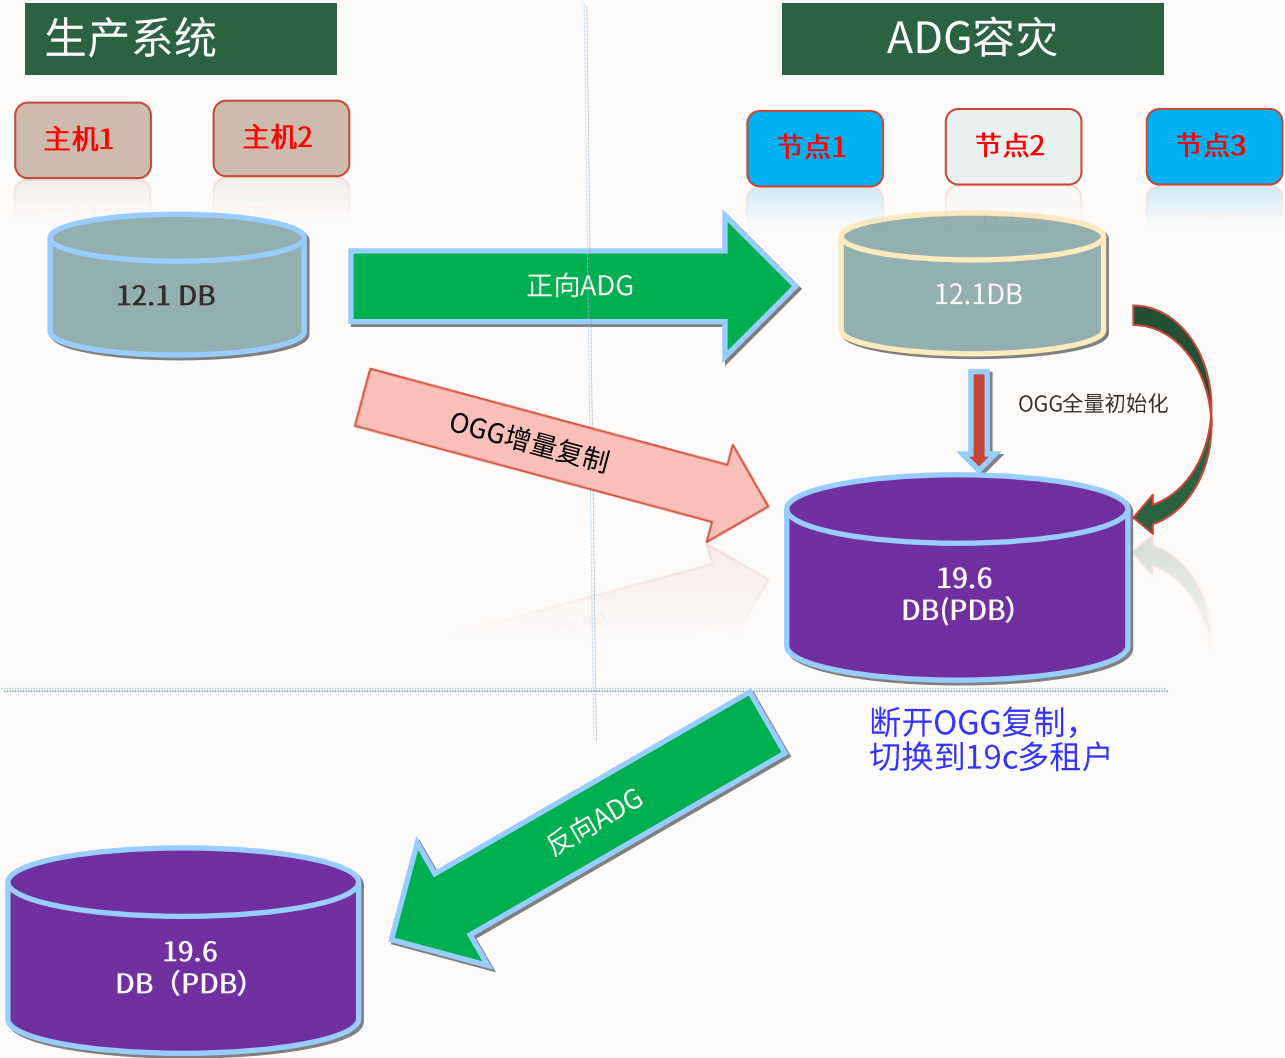 生产系统
ADG容灾
主机1
主机2
节点1
节点2
节点3
12.1 DB
正向ADG
12.1DB
OGG全量初始化
OGG增量复制
19.6
DB(PDB）
断开OGG复制，
切换到19c多租户
反向ADG
19.6
DB（PDB）